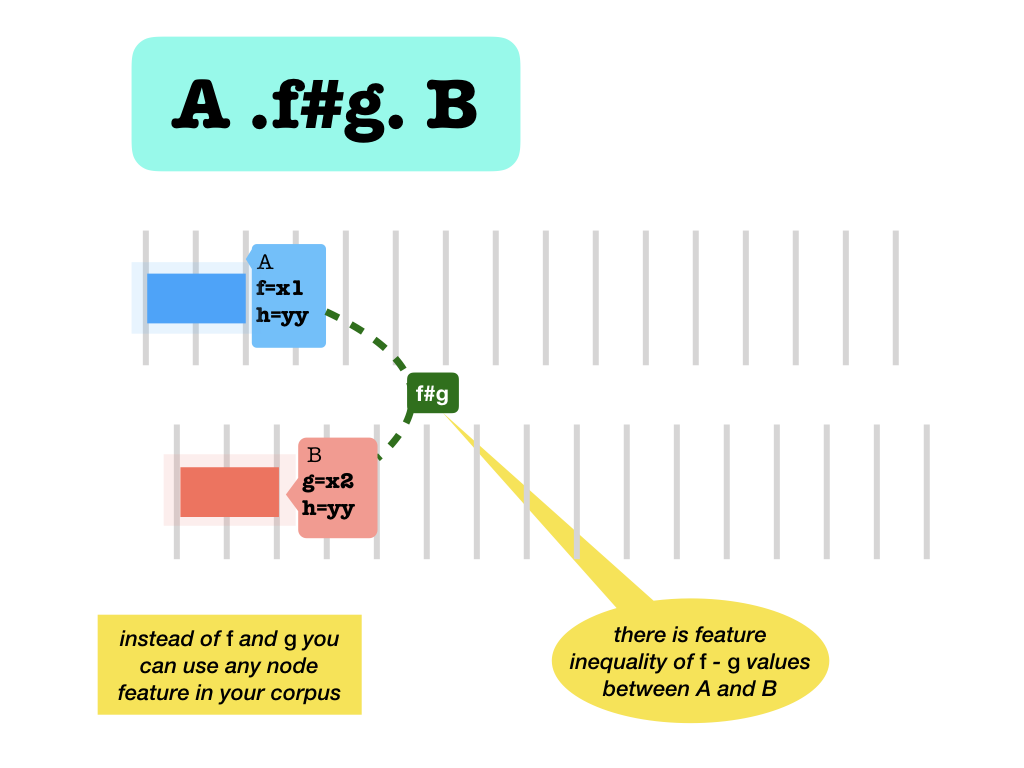 A .f#g. B
A
f=x1
h=yy
f#g
B
g=x2
h=yy
instead of f and g you
can use any node
feature in your corpus
there is feature
inequality of f - g values
between A and B